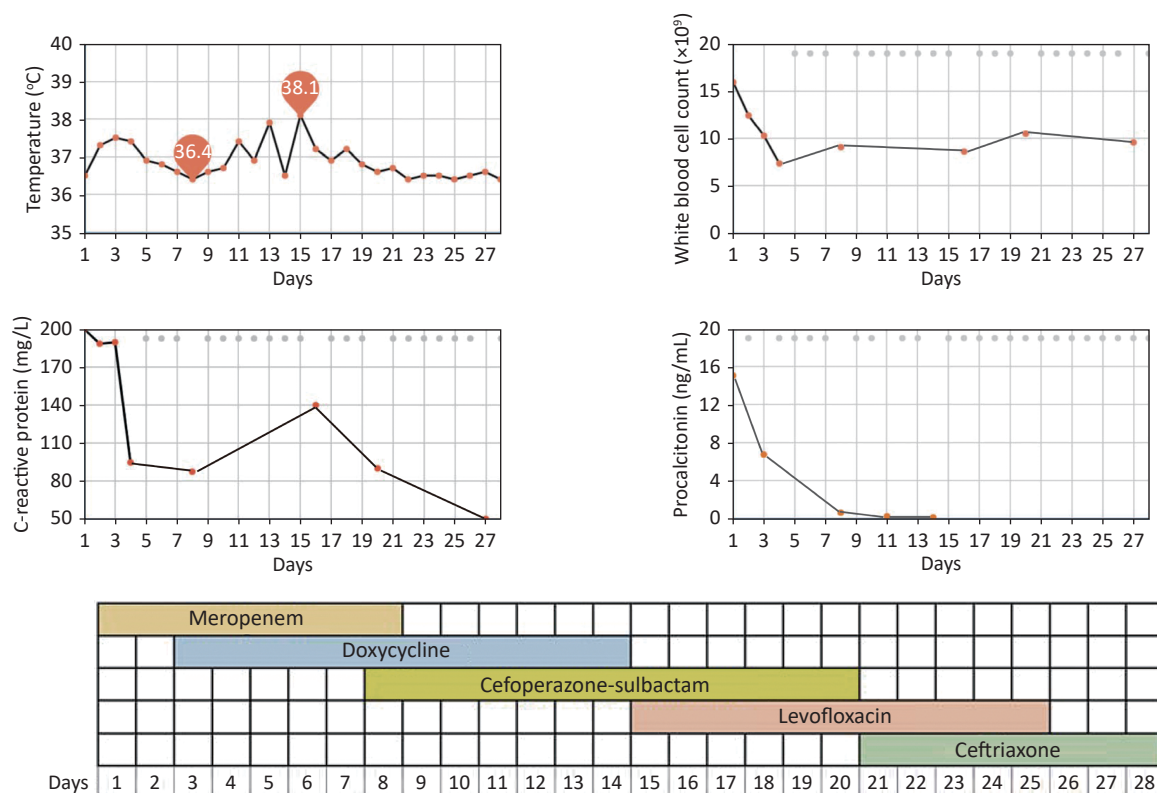 Temperature (°C)
40
39
38
37
36
35
38.1
36.4
1 3 5 7 9 11 13 15 17 19 21 23 25 27
Days
White blood cell count (×10⁹)
20
15
10
5
0
1 3 5 7 9 11 13 15 17 19 21 23 25 27
Days
C-reactive protein (mg/L)
200
170
140
110
80
50
1 3 5 7 9 11 13 15 17 19 21 23 25 27
Days
Procalcitonin (ng/mL)
20
16
12
8
4
0
1 3 5 7 9 11 13 15 17 19 21 23 25 27
Days
Meropenem
Doxycycline
Cefoperazone-sulbactam
Levofloxacin
Ceftriaxone
Days 1 2 3 4 5 6 7 8 9 10 11 12 13 14 15 16 17 18 19 20 21 22 23 24 25 26 27 28